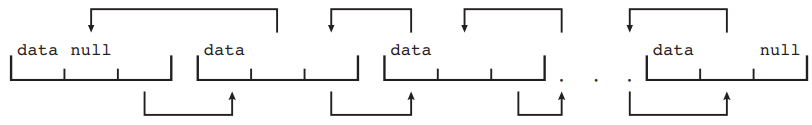 data null data data data null
. . .